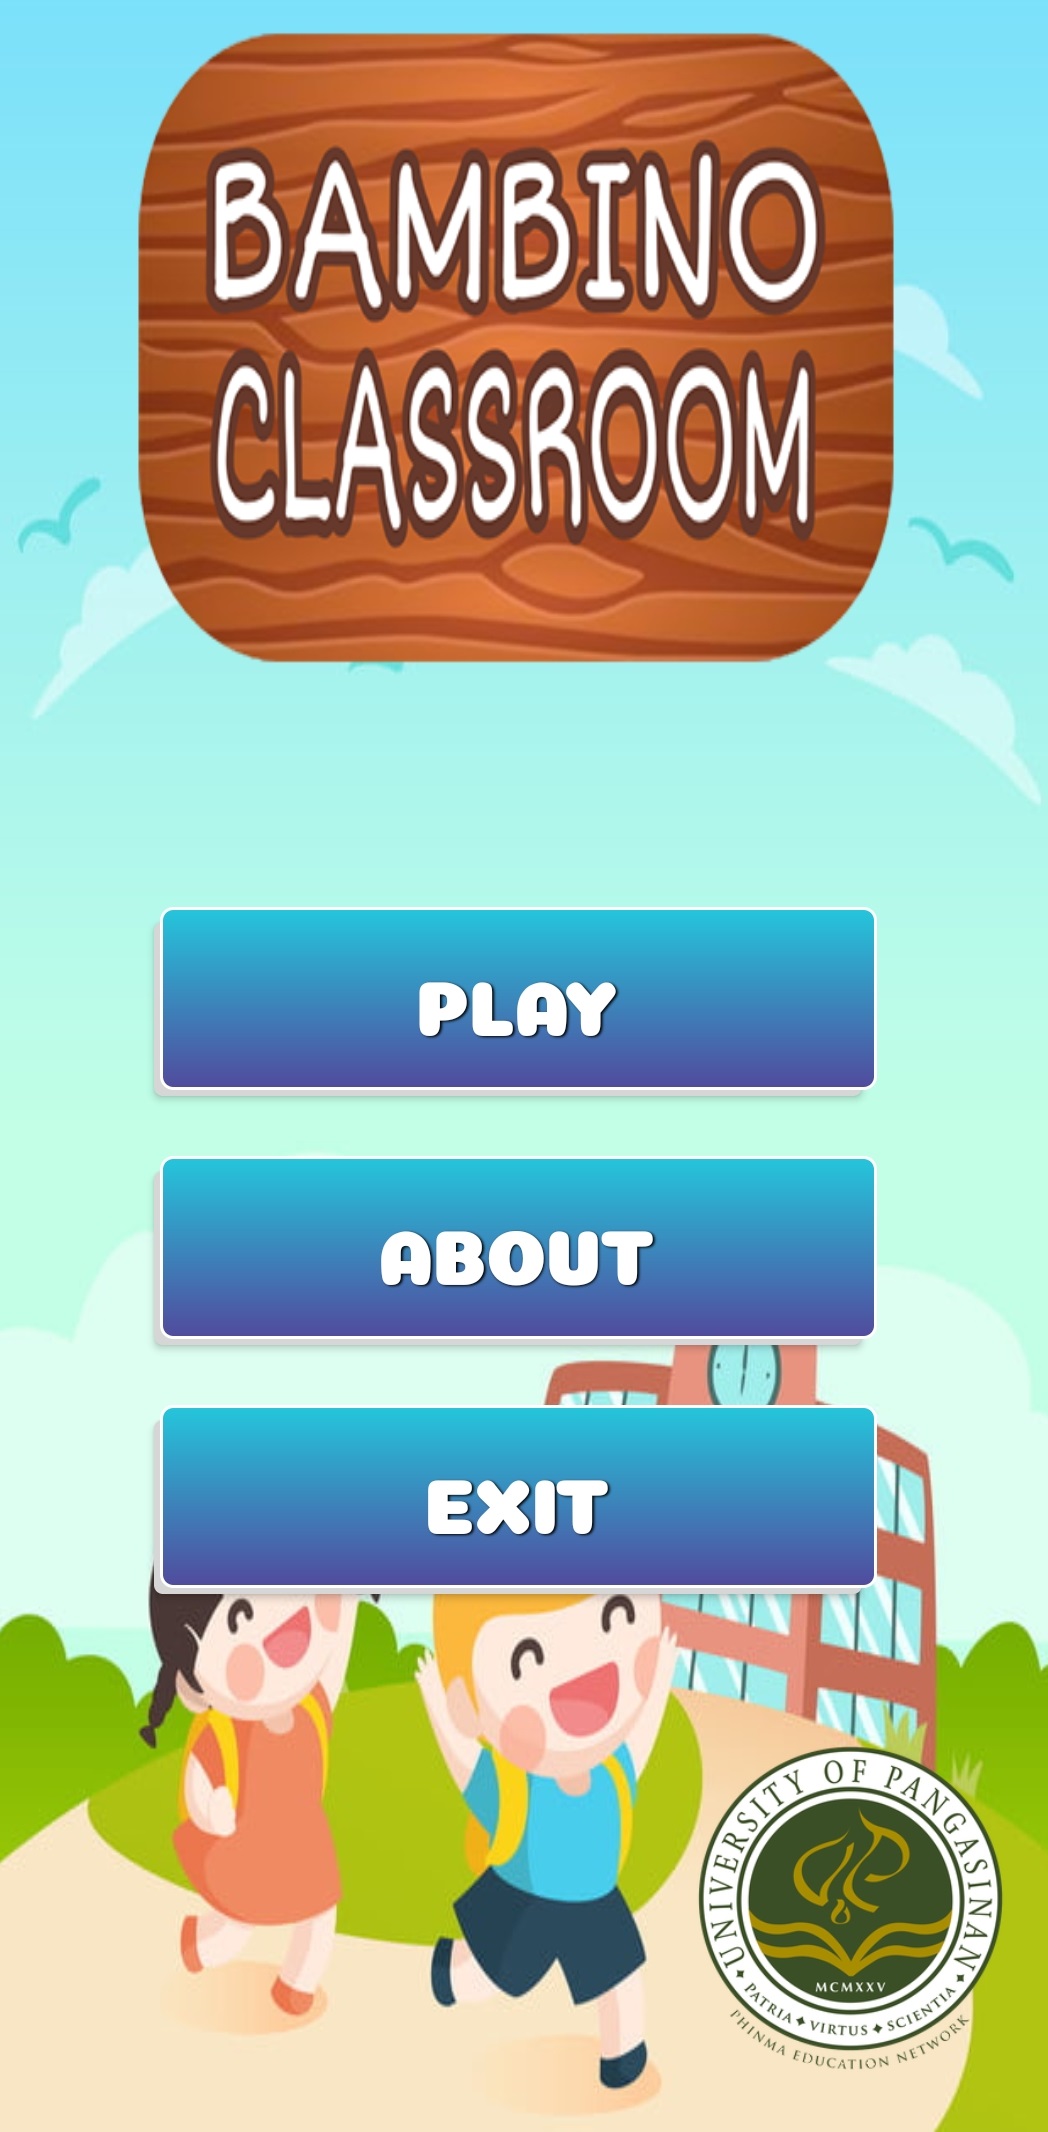 BAMBINO
CLASSROOM
PLAY
ABOUT
EXIT
UNIVERSITY OF PANGASINAN
MCMXXV
PATRIA ✦ VIRTUS ✦ SCIENTIA
PHINMA EDUCATION NETWORK